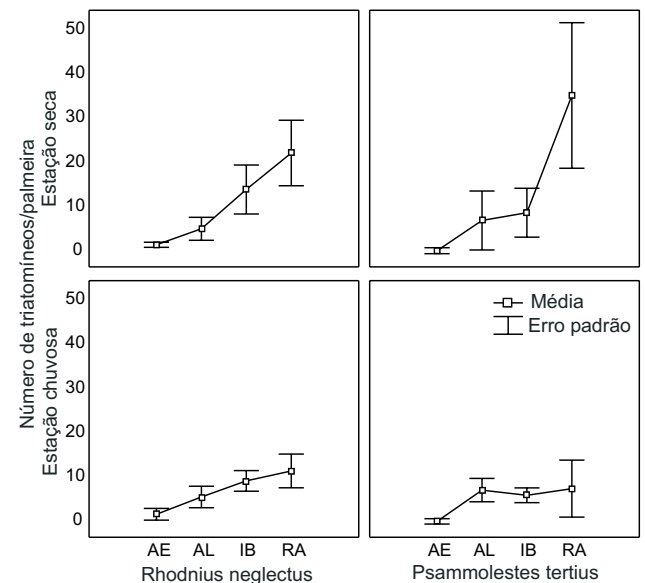 Número de triatomíneos/palmeira
Estação seca
50
40
30
20
10
0
Estação chuvosa
50
40
30
20
10
0
Média
Erro padrão
AE AL IB RA
AE AL IB RA
Rhodnius neglectus
Psammolestes tertius